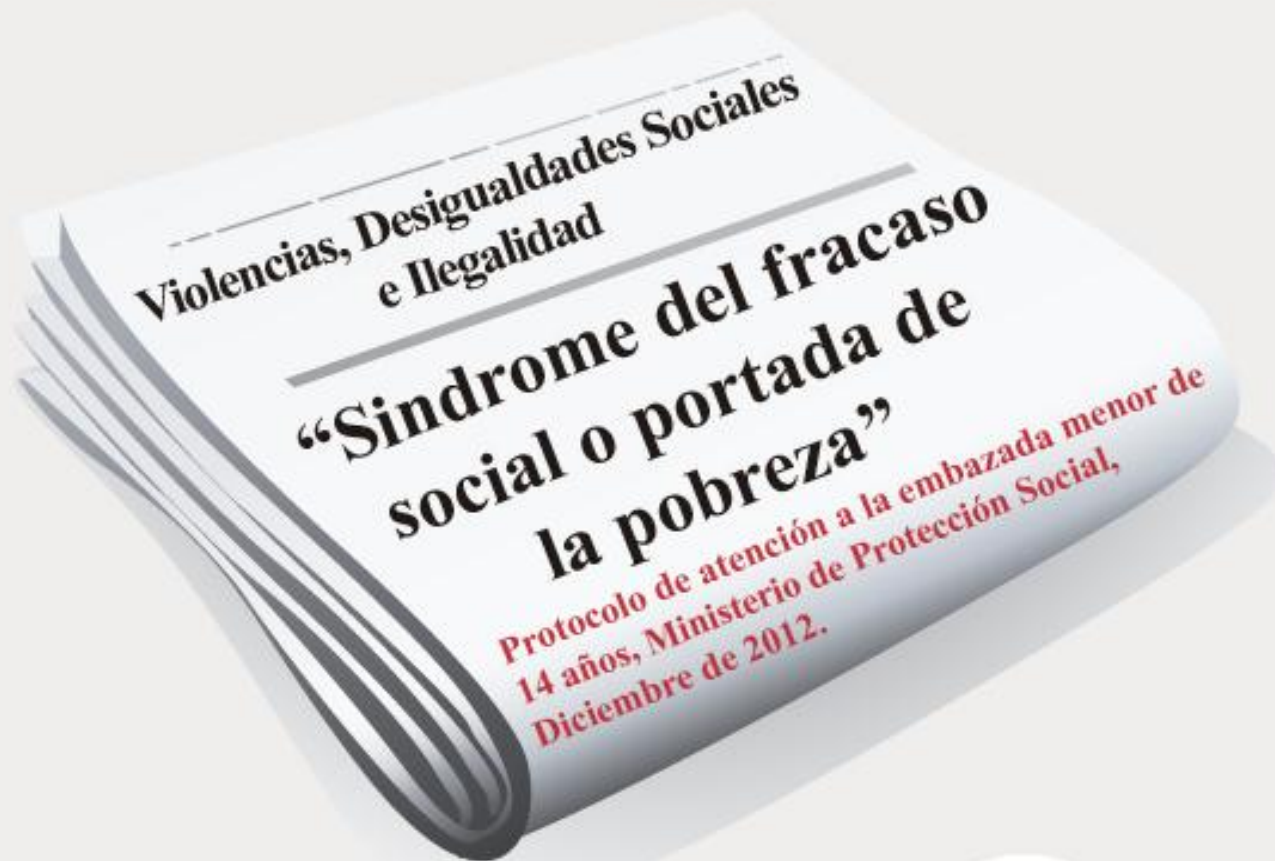 Violencias, Desigualdades Sociales
e Ilegalidad
“Sindrome del fracaso
social o portada de
la pobreza”
Protocolo de atención a la embazada menor de
14 años, Ministerio de Protección Social,
Diciembre de 2012.